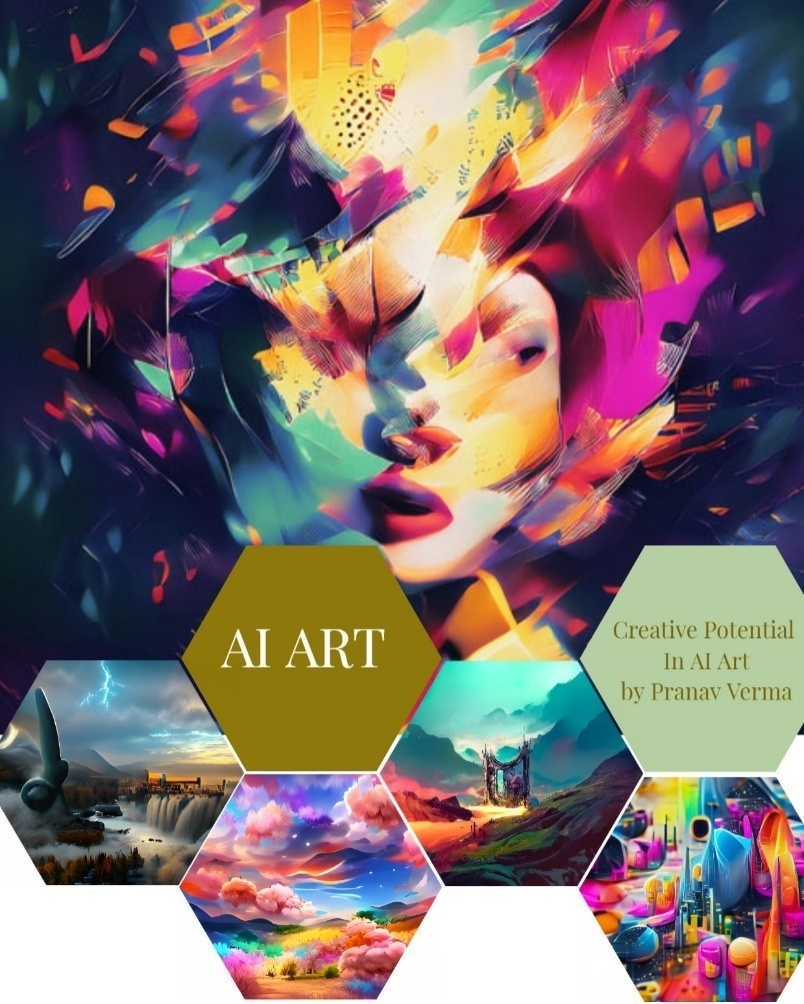 AI ART
Creative Potential
In AI Art
by Pranav Verma